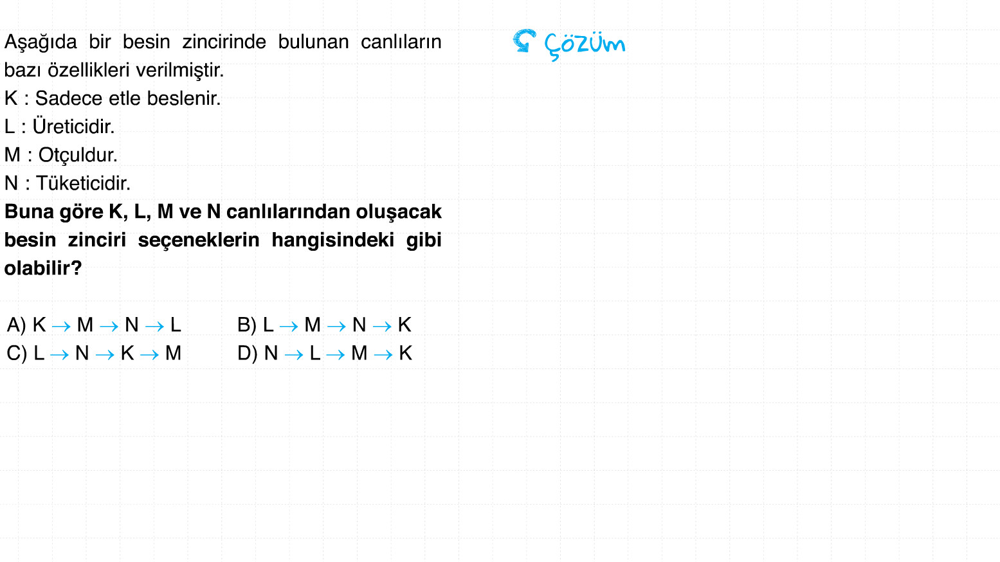 Aşağıda bir besin zincirinde bulunan canlıların
bazı özellikleri verilmiştir.
K : Sadece etle beslenir.
L : Üreticidir.
M : Otçuldur.
N : Tüketicidir.
Buna göre K, L, M ve N canlılarından oluşacak
besin zinciri seçeneklerin hangisindeki gibi
olabilir?
A) K → M → N → L
B) L → M → N → K
C) L → N → K → M
D) N → L → M → K
Çözüm